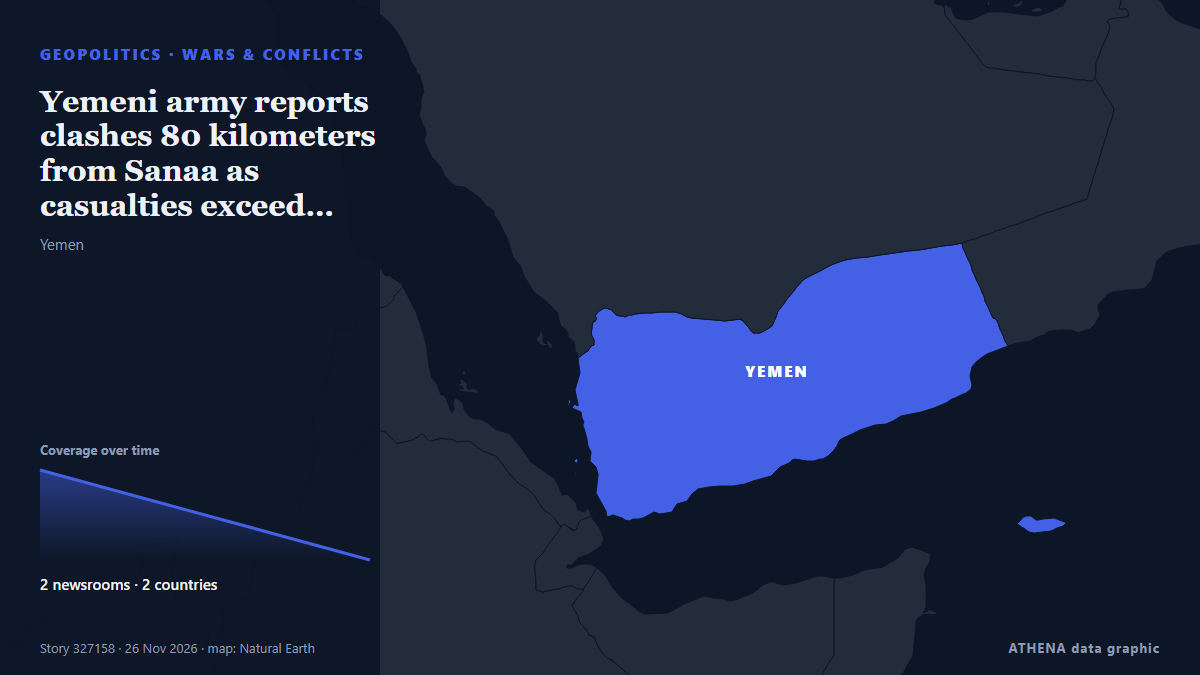 GEOPOLITICS · WARS & CONFLICTS
Yemeni army reports
clashes 80 kilometers
from Sanaa as
casualties exceed...
Yemen
YEMEN
Coverage over time
2 newsrooms · 2 countries
Story 327158 · 26 Nov 2026 · map: Natural Earth
ATHENA data graphic